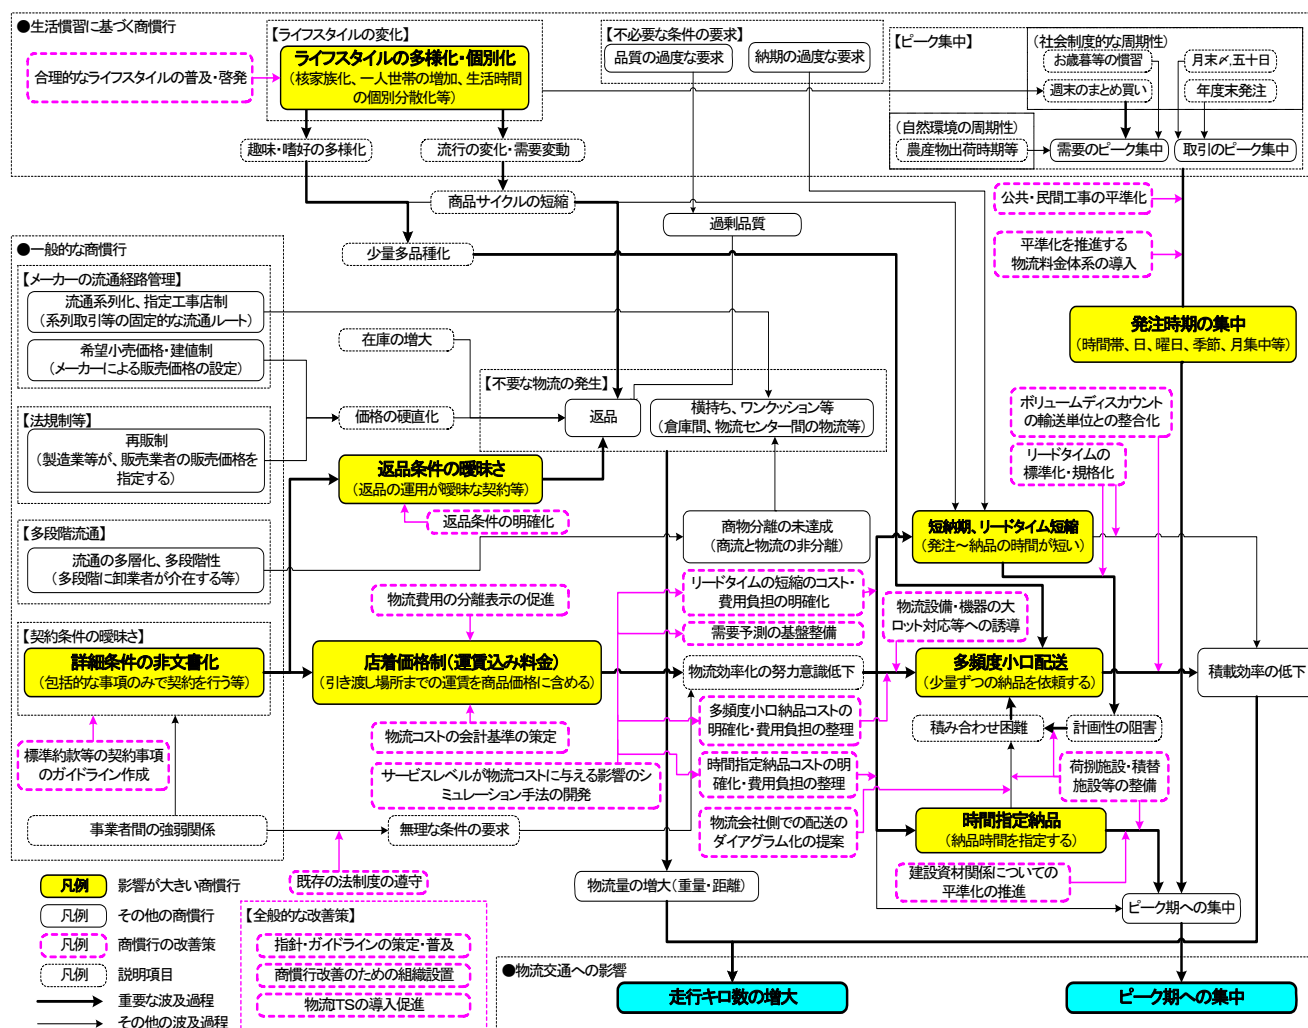 ●生活慣習に基づく商慣行
【ライフスタイルの変化】
ライフスタイルの多様化・個別化
(核家族化、一人世帯の増加、生活時間
の個別分散化等)
合理的なライフスタイルの普及・啓発
趣味・嗜好の多様化
流行の変化・需要変動
【不必要な条件の要求】
品質の過度な要求
納期の過度な要求
【ピーク集中】
(社会制度的な周期性)
お歳暮等の慣習
月末〆,五十日
週末のまとめ買い
年度末発注
(自然環境の周期性)
農産物出荷時期等
需要のピーク集中
取引のピーク集中
商品サイクルの短縮
過剰品質
少量多品種化
公共・民間工事の平準化
平準化を推進する
物流料金体系の導入
●一般的な商慣行
【メーカーの流通経路管理】
流通系列化、指定工事店制
(系列取引等の固定的な流通ルート)
希望小売価格・建値制
(メーカーによる販売価格の設定)
在庫の増大
発注時期の集中
(時間帯、日、曜日、季節、月集中等)
【不要な物流の発生】
返品
横持ち、ワンクッション等
(倉庫間、物流センター間の物流等)
価格の硬直化
【法規制等】
再販制
(製造業等が、販売業者の販売価格を
指定する)
ボリュームディスカウント
の輸送単位との整合化
リードタイムの
標準化・規格化
返品条件の曖昧さ
(返品の運用が曖昧な契約等)
返品条件の明確化
【多段階流通】
流通の多層化、多段階性
(多段階に卸業者が介在する等)
商物分離の未達成
(商流と物流の非分離)
短納期、リードタイム短縮
(発注～納品の時間が短い)
リードタイムの短縮のコスト・
費用負担の明確化
物流費用の分離表示の促進
需要予測の基盤整備
物流設備・機器の大
ロット対応等への誘導
【契約条件の曖昧さ】
詳細条件の非文書化
(包括的な事項のみで契約を行う等)
店着価格制(運賃込み料金)
(引き渡し場所までの運賃を商品価格に含める)
物流効率化の努力意識低下
多頻度小口配送
(少量ずつの納品を依頼する)
積載効率の低下
多頻度小口納品コストの
明確化・費用負担の整理
積み合わせ困難
計画性の阻害
標準約款等の契約事項
のガイドライン作成
物流コストの会計基準の策定
サービスレベルが物流コストに与える影響のシ
ミュレーション手法の開発
時間指定納品コストの明
確化・費用負担の整理
荷捌施設・積替
施設等の整備
事業者間の強弱関係
無理な条件の要求
物流会社側での配送の
ダイアグラム化の提案
時間指定納品
(納品時間を指定する)
既存の法制度の遵守
物流量の増大(重量・距離)
建設資材関係についての
平準化の推進
ピーク期への集中
凡例
影響が大きい商慣行
凡例
その他の商慣行
凡例
商慣行の改善策
凡例
説明項目
重要な波及過程
その他の波及過程
【全般的な改善策】
指針・ガイドラインの策定・普及
商慣行改善のための組織設置
物流ITSの導入促進
●物流交通への影響
走行キロ数の増大
ピーク期への集中